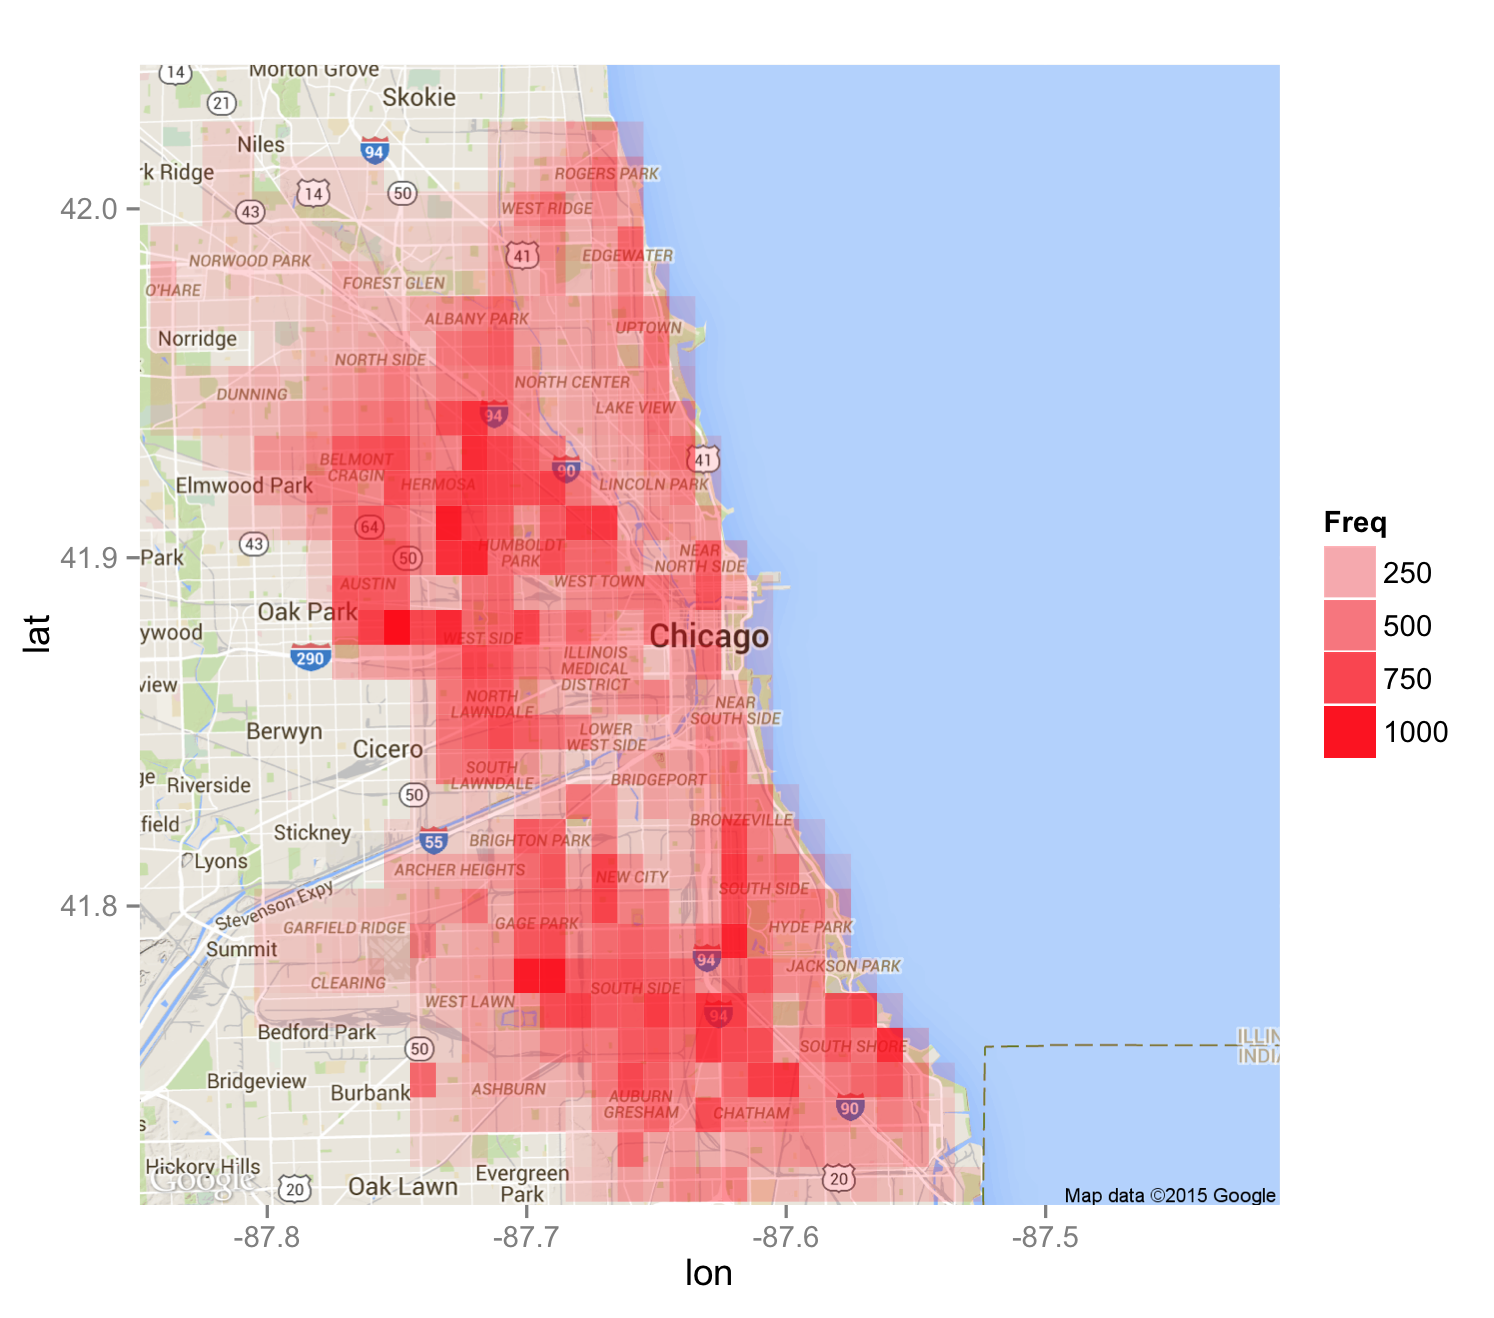 14
Morton Grove
Skokie
21
Niles
94
rk Ridge
ROGERS PARK
14
50
42.0
43
WEST RIDGE
41
EDGEWATER
NORWOOD PARK
O'HARE
FOREST GLEN
ALBANY PARK
UPTOWN
Norridge
NORTH SIDE
DUNNING
NORTH CENTER
LAKE VIEW
94
BELMONT
CRAGIN
41
90
Elmwood Park
HERMOSA
LINCOLN PARK
64
43
41.9
Park
50
HUMBOLDT
PARK
NEAR
NORTH SIDE
AUSTIN
WEST TOWN
Oak Park
ywood
WEST SIDE
Chicago
290
ILLINOIS
MEDICAL
DISTRICT
view
NORTH
LAWNDALE
NEAR
SOUTH SIDE
Berwyn
Cicero
LOWER
WEST SIDE
lat
ge
Riverside
SOUTH
LAWNDALE
BRIDGEPORT
50
field
Stickney
55
BRIGHTON PARK
BRONZEVILLE
Lyons
ARCHER HEIGHTS
NEW CITY
SOUTH SIDE
41.8
Stevenson Expy
GARFIELD RIDGE
GAGE PARK
HYDE PARK
Summit
94
JACKSON PARK
CLEARING
WEST LAWN
SOUTH SIDE
94
Bedford Park
50
SOUTH SHORE
ILLIN
INDIA
Bridgeview
Burbank
ASHBURN
AUBURN
GRESHAM
CHATHAM
90
s
Hickory Hills
Google
20
Oak Lawn
Evergreen
Park
20
Map data ©2015 Google
-87.8
-87.7
-87.6
-87.5
lon
Freq
250
500
750
1000